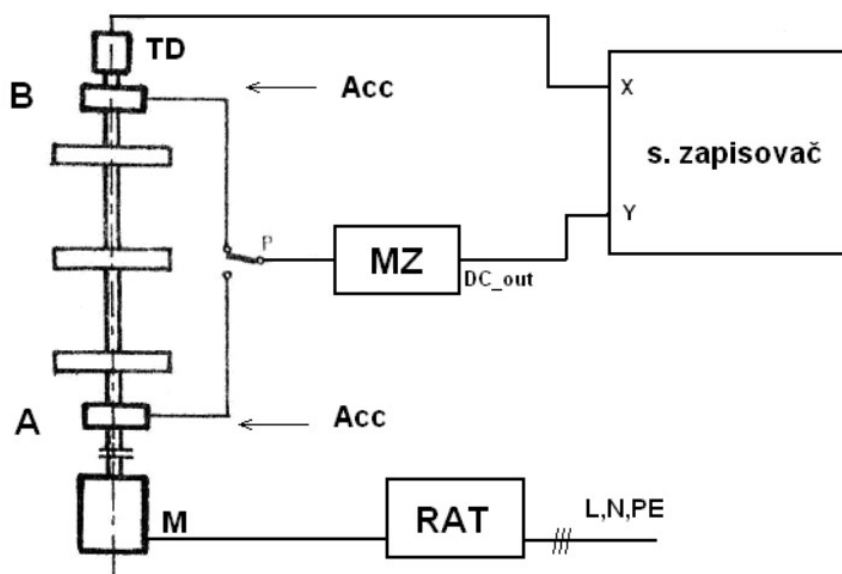 TD
B
Acc
X
s. zapisovač
Y
P
MZ
DC_out
A
Acc
M
RAT
L,N,PE